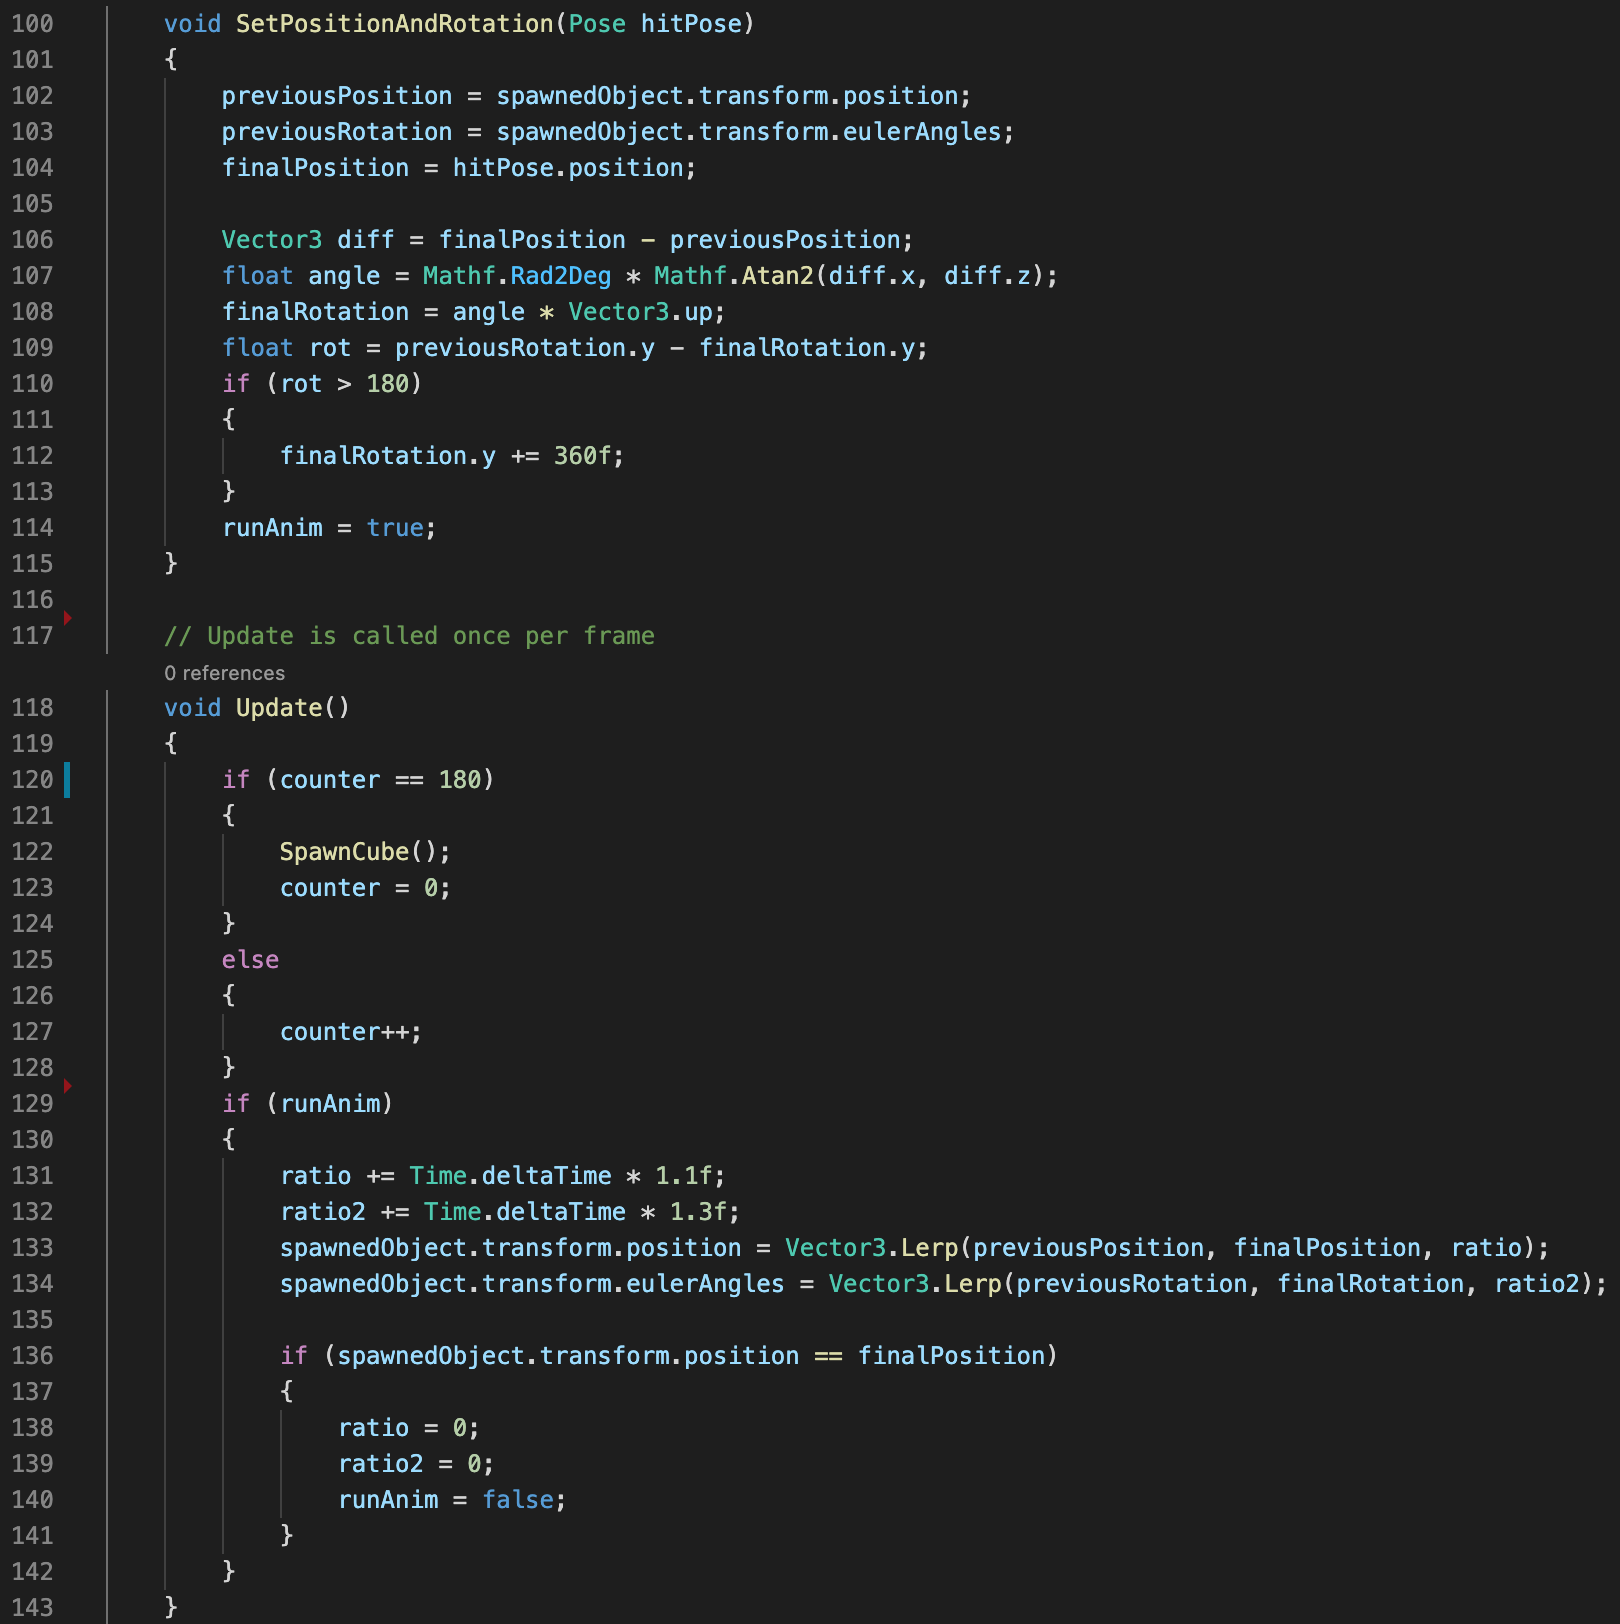 100 void SetPositionAndRotation(Pose hitPose)
101 {
102 previousPosition = spawnedObject.transform.position;
103 previousRotation = spawnedObject.transform.eulerAngles;
104 finalPosition = hitPose.position;
105
106 Vector3 diff = finalPosition - previousPosition;
107 float angle = Mathf.Rad2Deg * Mathf.Atan2(diff.x, diff.z);
108 finalRotation = angle * Vector3.up;
109 float rot = previousRotation.y - finalRotation.y;
110 if (rot > 180)
111 {
112 finalRotation.y += 360f;
113 }
114 runAnim = true;
115 }
116
117 // Update is called once per frame
0 references
118 void Update()
119 {
120 if (counter == 180)
121 {
122 SpawnCube();
123 counter = 0;
124 }
125 else
126 {
127 counter++;
128 }
129 if (runAnim)
130 {
131 ratio += Time.deltaTime * 1.1f;
132 ratio2 += Time.deltaTime * 1.3f;
133 spawnedObject.transform.position = Vector3.Lerp(previousPosition, finalPosition, ratio);
134 spawnedObject.transform.eulerAngles = Vector3.Lerp(previousRotation, finalRotation, ratio2);
135
136 if (spawnedObject.transform.position == finalPosition)
137 {
138 ratio = 0;
139 ratio2 = 0;
140 runAnim = false;
141 }
142 }
143 }